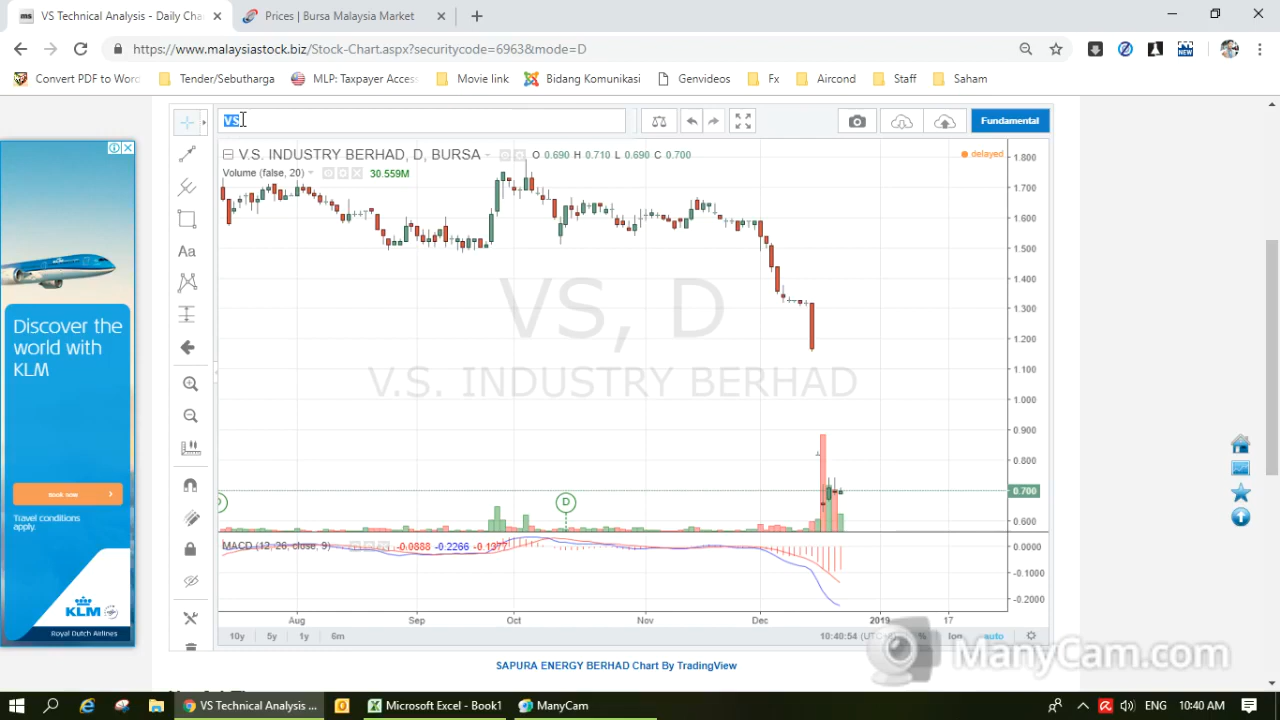 VS Technical Analysis - Daily Cha
Prices | Bursa Malaysia Market
https://www.malaysiastock.biz/Stock-Chart.aspx?securitycode=6963&mode=D
NEW
Convert PDF to Word
Tender/Sebutharga
MLP: Taxpayer Access
Movie link
Bidang Komunikasi
Genvideos
Fx
Aircond
Staff
Saham
VS
Fundamental
V.S. INDUSTRY BERHAD, D, BURSA
O 0.690 H 0.710 L 0.690 C 0.700
delayed
Volume (false, 20)
30.559M
1.800
1.700
1.600
1.500
1.400
1.300
1.200
1.100
1.000
0.900
0.800
0.700
0.600
VS, D
V.S. INDUSTRY BERHAD
Aa
Discover the
world with
KLM
book now
Travel conditions
apply.
KLM
Royal Dutch Airlines
D
MACD (12, 26, close, 9)
-0.0888 -0.2266 -0.1377
0.0000
-0.1000
-0.2000
Aug
Sep
Oct
Nov
Dec
2019
17
10y
5y
1y
6m
10:40:54
%
log
auto
SAPURA ENERGY BERHAD Chart By TradingView
ManyCam.com
VS Technical Analysis ...
Microsoft Excel - Book1
ManyCam
10:40 AM